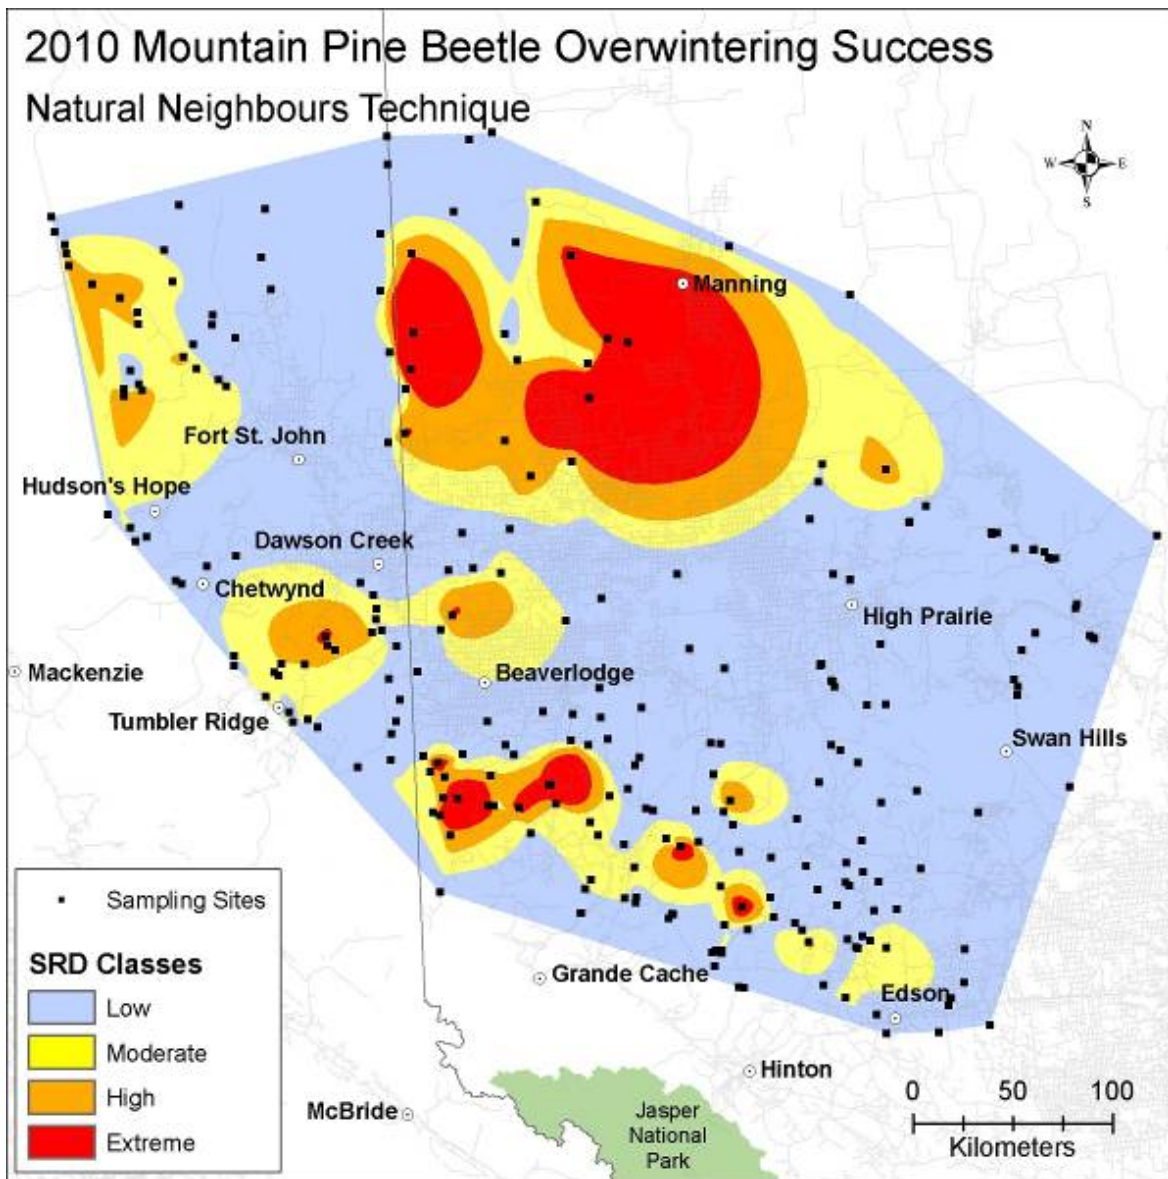 2010 Mountain Pine Beetle Overwintering Success
Natural Neighbours Technique
N
W E
S
Manning
Fort St. John
Hudson's Hope
Dawson Creek
Chetwynd
High Prairie
Mackenzie
Beaverlodge
Tumbler Ridge
Swan Hills
Sampling Sites
SRD Classes
Low
Moderate
High
Extreme
Grande Cache
Edson
Hinton
McBride
Jasper
National
Park
0 50 100
Kilometers